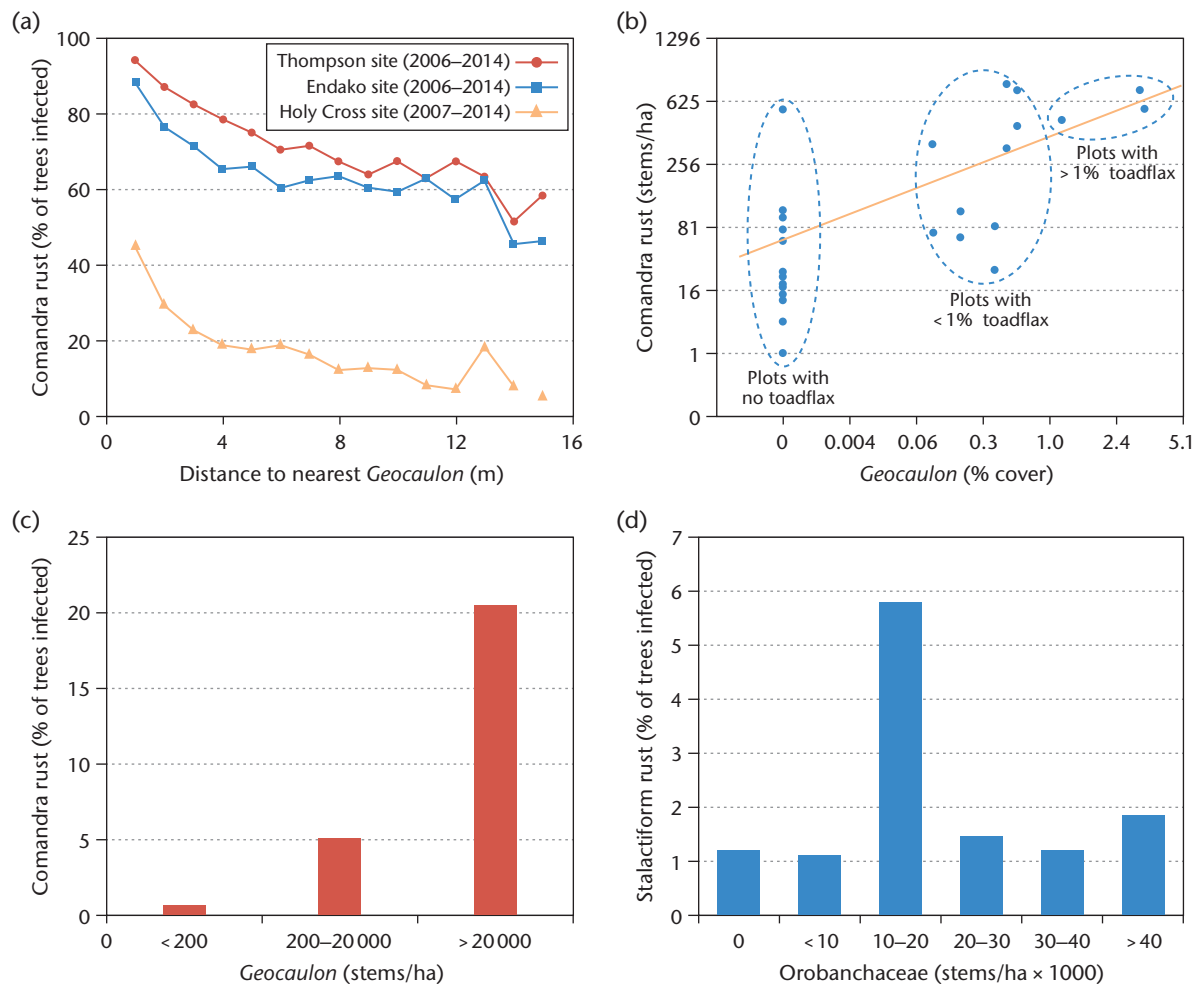 (a)
100
80
60
40
20
0
Comandra rust (% of trees infected)
Thompson site (2006–2014)
Endako site (2006–2014)
Holy Cross site (2007–2014)
0 4 8 12 16
Distance to nearest Geocaulon (m)
(b)
1296
625
256
81
16
1
0
Comandra rust (stems/ha)
Plots with
no toadflax
Plots with
< 1% toadflax
Plots with
> 1% toadflax
0 0.004 0.06 0.3 1.0 2.4 5.1
Geocaulon (% cover)
(c)
25
20
15
10
5
0
Comandra rust (% of trees infected)
0 < 200 200–20 000 > 20 000
Geocaulon (stems/ha)
(d)
7
6
5
4
3
2
1
0
Stalactiform rust (% of trees infected)
0 < 10 10–20 20–30 30–40 > 40
Orobanchaceae (stems/ha × 1000)